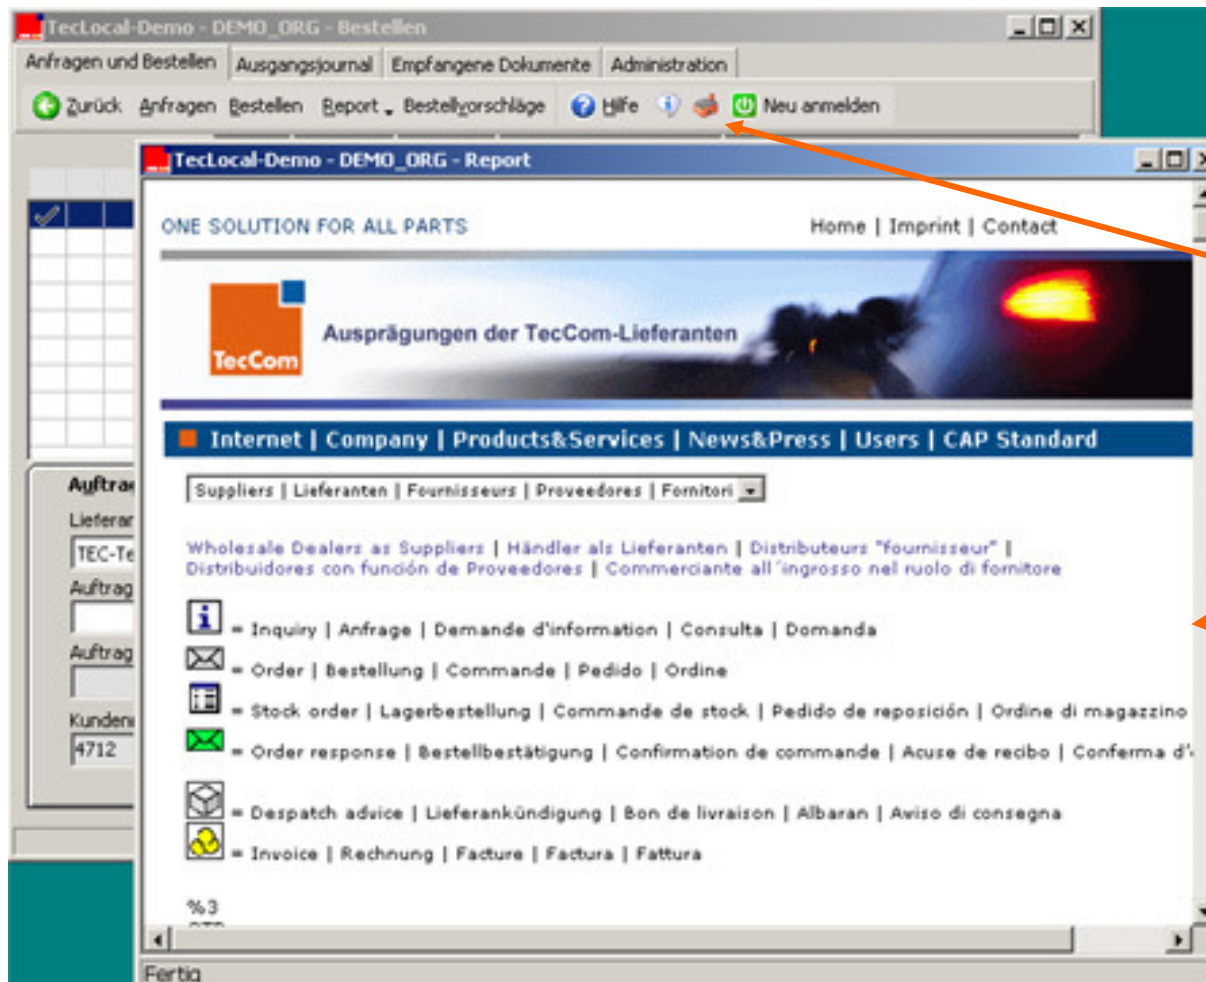 TecLocal-Demo - DEMO_ORG - Bestellen
Anfragen und Bestellen Ausgangsjournal Empfangene Dokumente Administration
Zurück Anfragen Bestellen Report Bestellvorschläge Hilfe Neu anmelden
TecLocal-Demo - DEMO_ORG - Report
ONE SOLUTION FOR ALL PARTS Home | Imprint | Contact
TecCom
Ausprägungen der TecCom-Lieferanten
Internet | Company | Products&Services | News&Press | Users | CAP Standard
Suppliers | Lieferanten | Fournisseurs | Proveedores | Fornitori
Wholesale Dealers as Suppliers | Händler als Lieferanten | Distributeurs "fournisseur" |
Distribuidores con función de Proveedores | Commerciante all´ingrosso nel ruolo di fornitore
= Inquiry | Anfrage | Demande d'information | Consulta | Domanda
= Order | Bestellung | Commande | Pedido | Ordine
= Stock order | Lagerbestellung | Commande de stock | Pedido de reposición | Ordine di magazzino
= Order response | Bestellbestätigung | Confirmation de commande | Acuse de recibo | Conferma d'
= Despatch advice | Lieferankündigung | Bon de livraison | Albaran | Aviso di consegna
= Invoice | Rechnung | Facture | Factura | Fattura
%3
Fertig
Auftra
Lieferar
TEC-Te
Auftrag
Auftrag
Kunden
4712